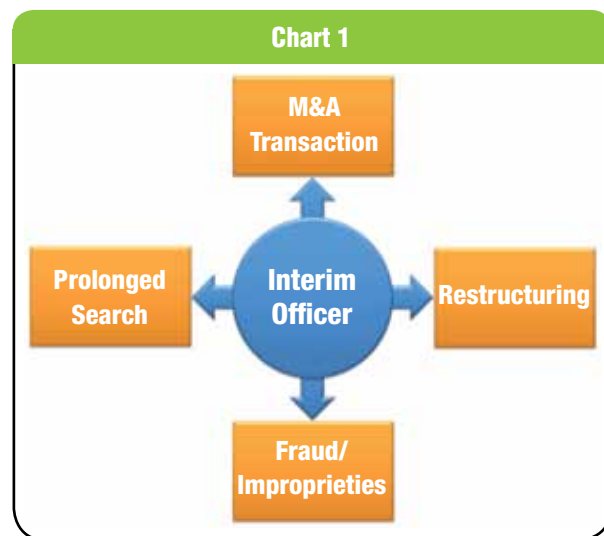 Chart 1
M&A
Transaction
Prolonged
Search
Interim
Officer
Restructuring
Fraud/
Improprieties